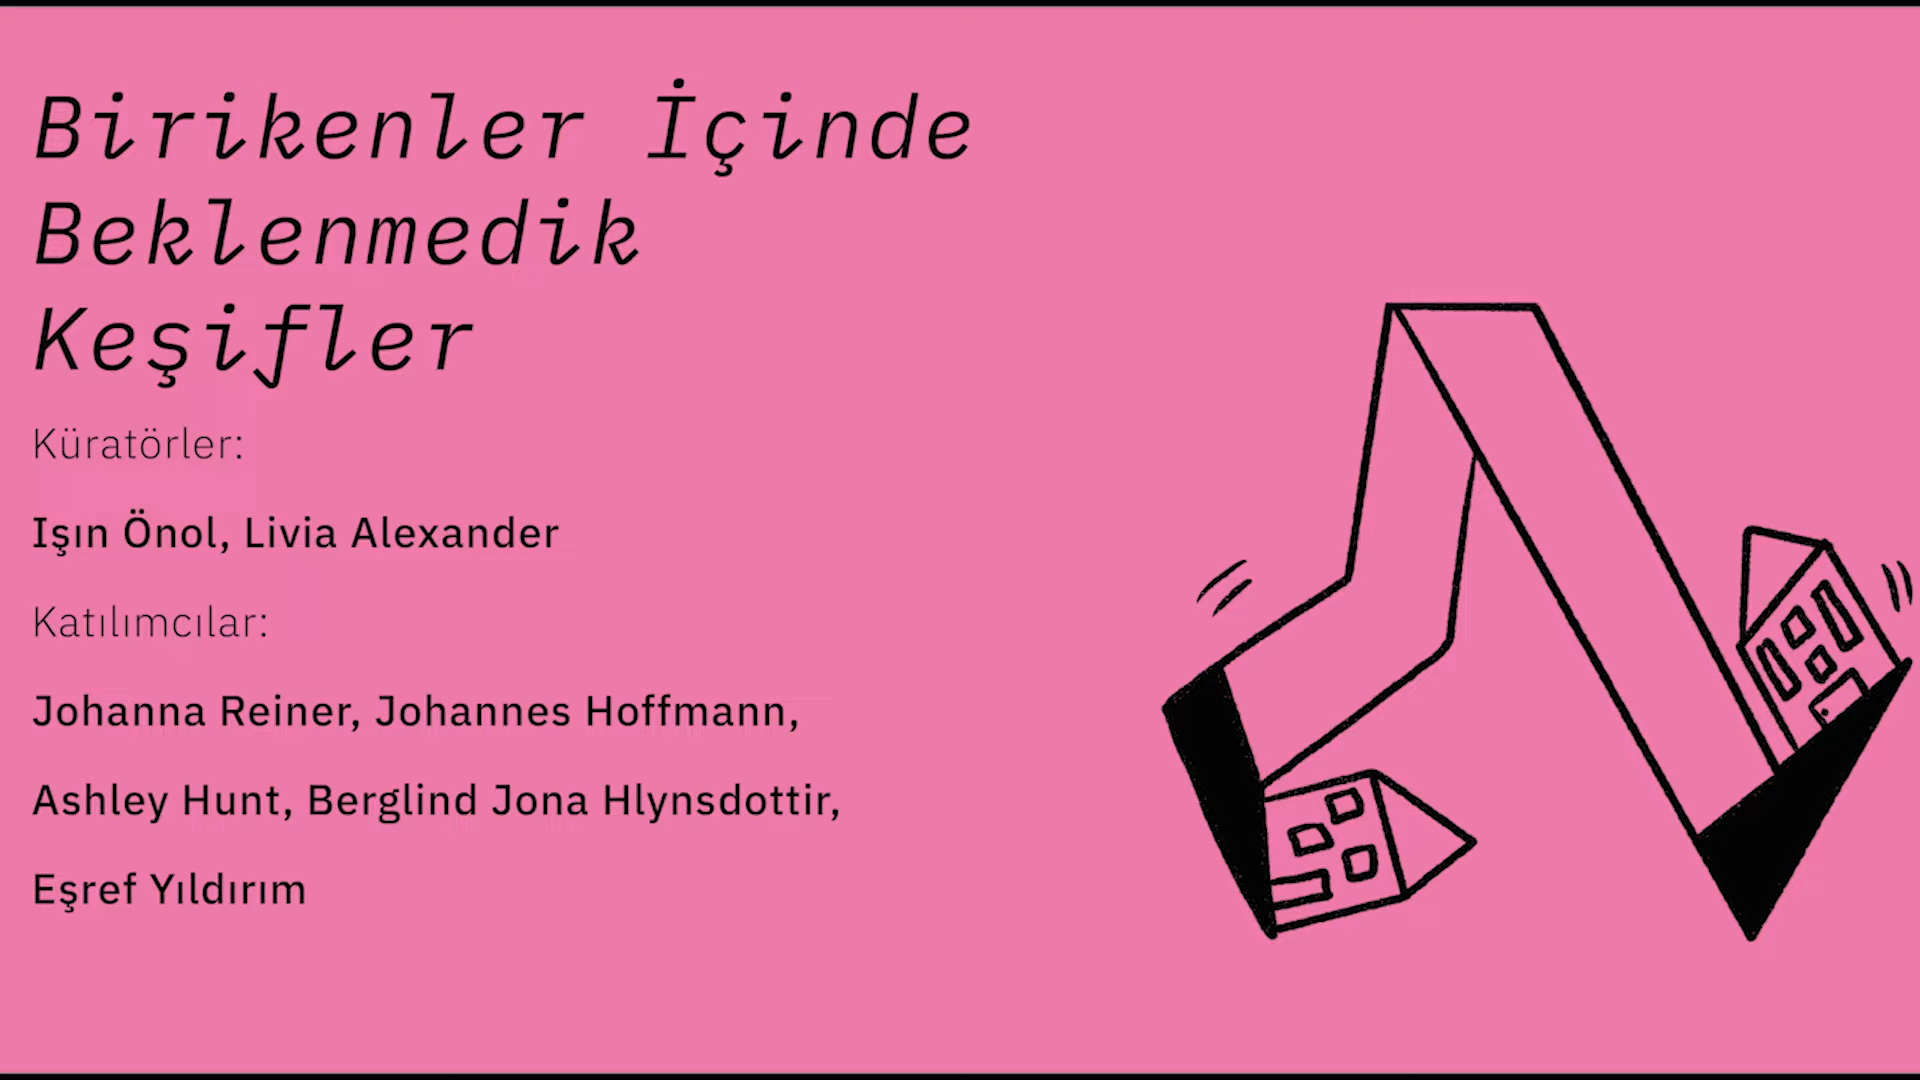 Birikenler İçinde
Beklenmedik
Keşifler
Küratörler:
Işın Önol, Livia Alexander
Katılımcılar:
Johanna Reiner, Johannes Hoffmann,
Ashley Hunt, Berglind Jona Hlynsdottir,
Eşref Yıldırım